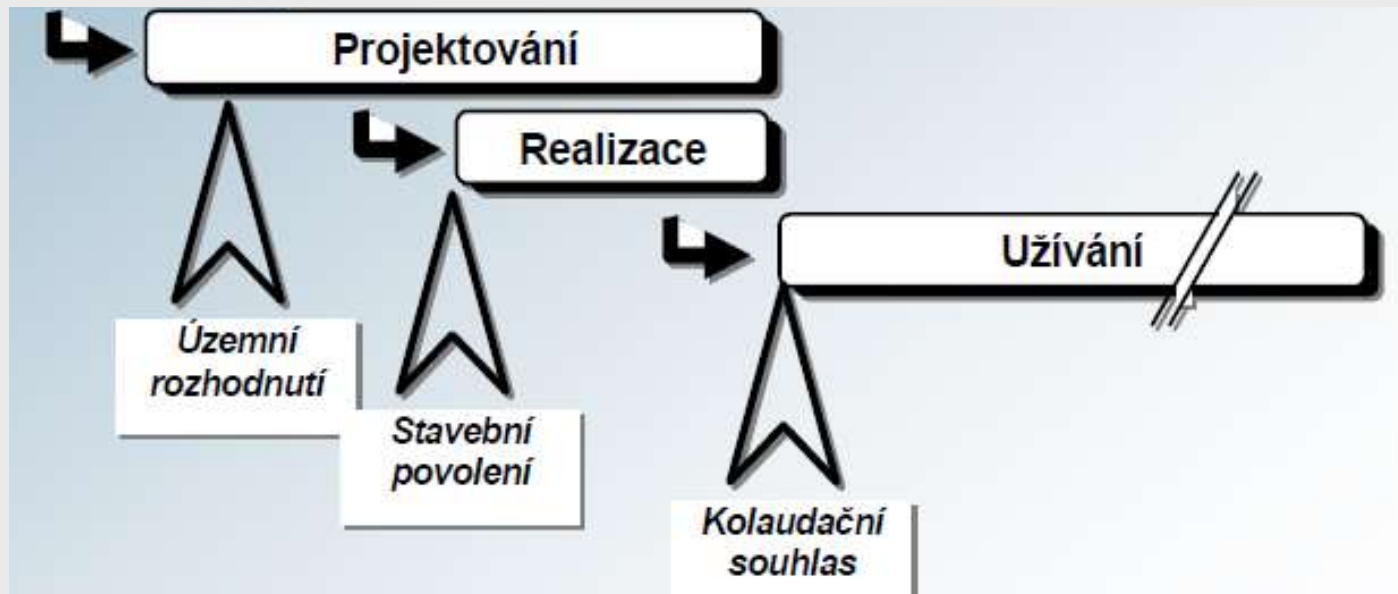 Projektování
Realizace
Užívání
Územní
rozhodnutí
Stavební
povolení
Kolaudační
souhlas